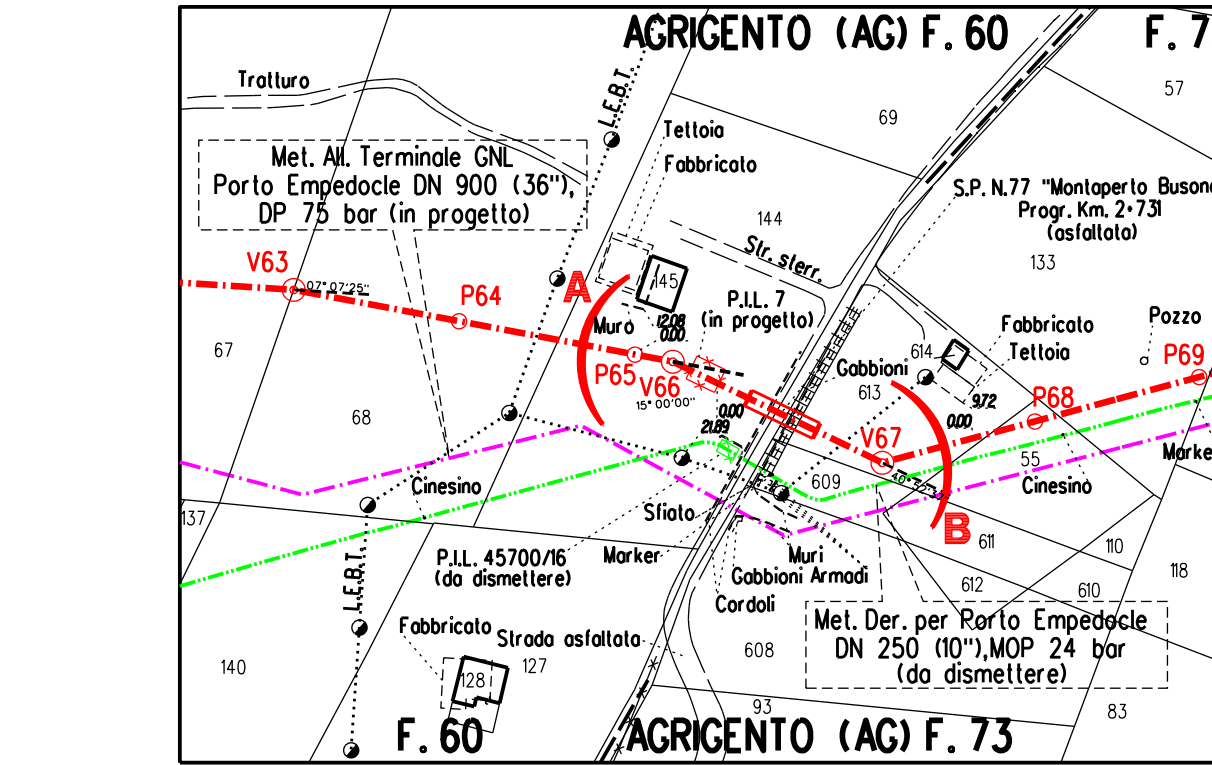 AGRIGENTO (AG) F. 60
F. 7
Tratturo
L.E.B.T.
57
69
Tettoia
Fabbricato
Met. All. Terminale GNL
Porto Empedocle DN 900 (36"),
DP 75 bar (in progetto)
S.P. N.77 "Montaperto Buson
Progr. Km. 2+731
(asfaltata)
144
Str. sterr.
133
V63
07°07'25"
A
145
P64
P.I.L. 7
(in progetto)
Muro
12.08
0.00
Fabbricato
Tettoia
Pozzo
67
P65
V66
614
P69
Gabbioni
613
15°00'00"
0.00
21.89
9.72
0.00
P68
68
V67
55
Marke
Cinesino
Cinesino
609
137
Sfiato
B
611
110
P.I.L. 45700/16
(da dismettere)
Marker
Muri
Gabbioni Armadi
Cordoli
118
612
610
L.E.B.T.
Met. Der. per Porto Empedocle
DN 250 (10"),MOP 24 bar
(da dismettere)
Fabbricato
Strada asfaltata
140
128
127
608
93
83
F. 60
AGRIGENTO (AG) F. 73